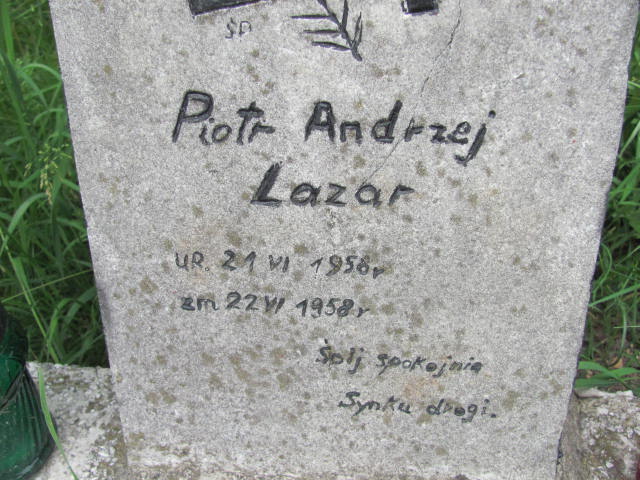 ŚP
Piotr Andrzej
Lazar
UR. 21 VI 1958r
zm 22 VI 1958r
Śpij spokojnie
Synku drogi.